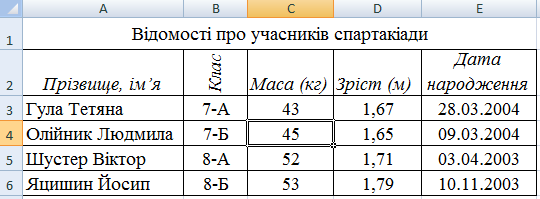 A B C D E
1 Відомості про учасників спартакіади
2 Прізвище, ім’я Клас Маса (кг) Зріст (м) Дата народження
3 Гула Тетяна 7-А 43 1,67 28.03.2004
4 Олійник Людмила 7-Б 45 1,65 09.03.2004
5 Шустер Віктор 8-А 52 1,71 03.04.2003
6 Яцишин Йосип 8-Б 53 1,79 10.11.2003